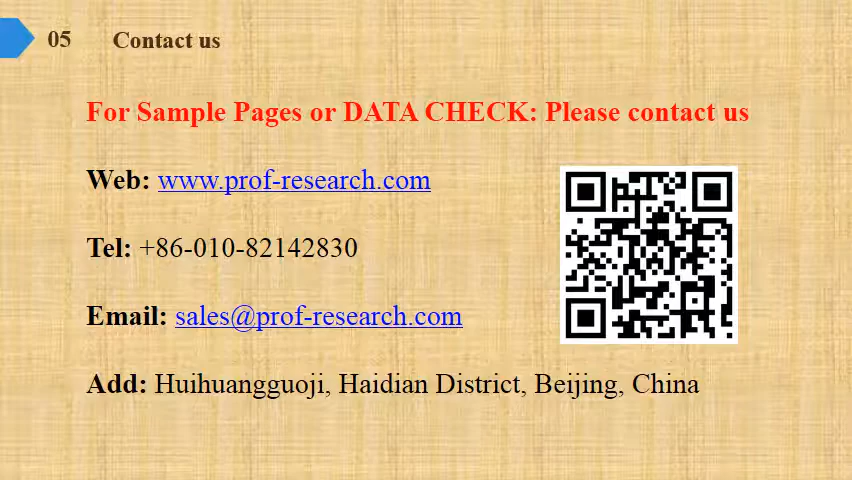 05 Contact us
For Sample Pages or DATA CHECK: Please contact us
Web: www.prof-research.com
Tel: +86-010-82142830
Email: sales@prof-research.com
Add: Huihuangguoji, Haidian District, Beijing, China